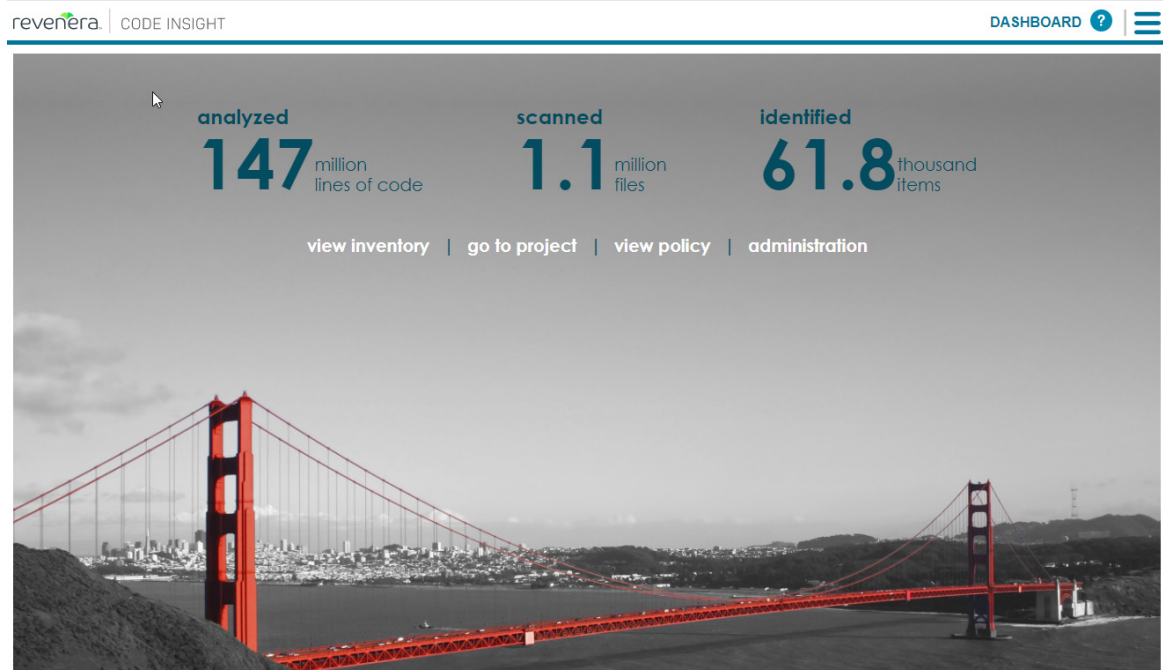 revenera. CODE INSIGHT
DASHBOARD ?
analyzed
147 million
lines of code
scanned
1.1 million
files
identified
61.8 thousand
items
view inventory | go to project | view policy | administration